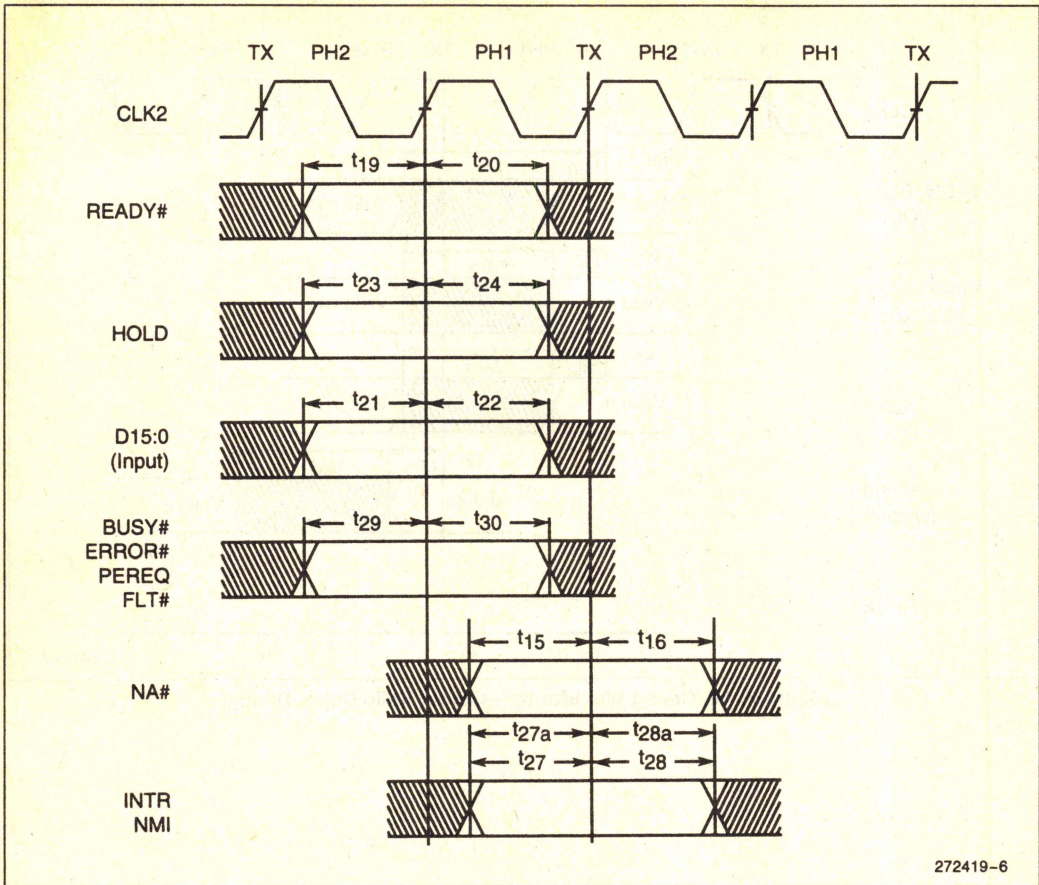 TX PH2 PH1 TX PH2 PH1 TX
CLK2
t19 t20
READY#
t23 t24
HOLD
t21 t22
D15:0
(Input)
t29 t30
BUSY#
ERROR#
PEREQ
FLT#
t15 t16
NA#
t27a t28a
t27 t28
INTR
NMI
272419-6